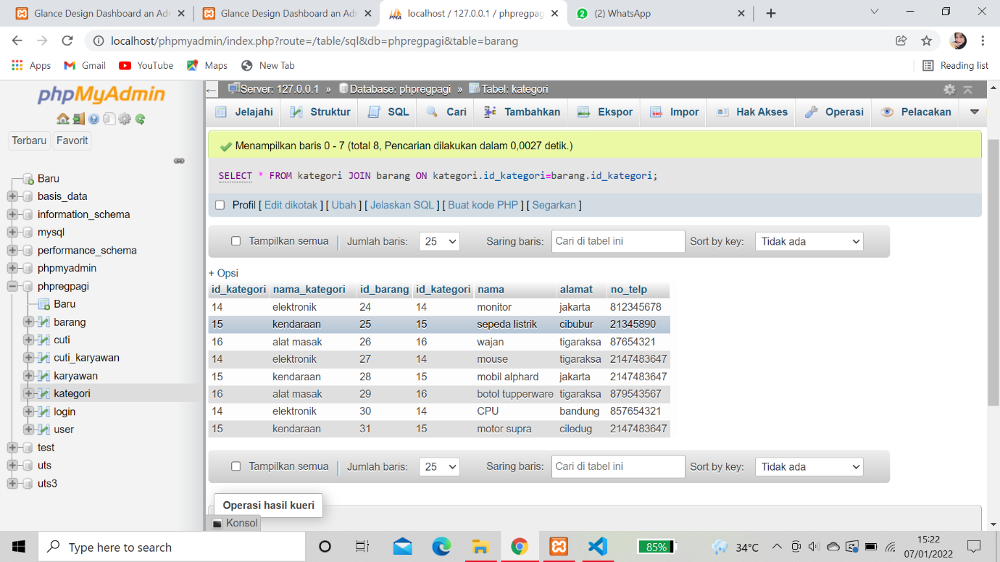 Glance Design Dashboard an Adr
Glance Design Dashboard an Adr
localhost / 127.0.0.1 / phpregpag
(2) WhatsApp
localhost/phpmyadmin/index.php?route=/table/sql&db=phpregpagi&table=barang
Apps Gmail YouTube Maps New Tab Reading list
phpMyAdmin
Terbaru Favorit
Baru
basis_data
information_schema
mysql
performance_schema
phpmyadmin
phpregpagi
Baru
barang
cuti
cuti_karyawan
karyawan
kategori
login
user
test
uts
uts3
Server: 127.0.0.1 » Database: phpregpagi » Tabel: kategori
Jelajahi Struktur SQL Cari Tambahkan Ekspor Impor Hak Akses Operasi Pelacakan
Menampilkan baris 0 - 7 (total 8, Pencarian dilakukan dalam 0,0027 detik.)
SELECT * FROM kategori JOIN barang ON kategori.id_kategori=barang.id_kategori;
Profil [ Edit dikotak ] [ Ubah ] [ Jelaskan SQL ] [ Buat kode PHP ] [ Segarkan ]
Tampilkan semua | Jumlah baris: 25 Saring baris: Cari di tabel ini Sort by key: Tidak ada
+ Opsi
id_kategori nama_kategori id_barang id_kategori nama alamat no_telp
14 elektronik 24 14 monitor jakarta 812345678
15 kendaraan 25 15 sepeda listrik cibubur 21345890
16 alat masak 26 16 wajan tigaraksa 87654321
14 elektronik 27 14 mouse tigaraksa 2147483647
15 kendaraan 28 15 mobil alphard jakarta 2147483647
16 alat masak 29 16 botol tupperware tigaraksa 879543567
14 elektronik 30 14 CPU bandung 857654321
15 kendaraan 31 15 motor supra ciledug 2147483647
Tampilkan semua | Jumlah baris: 25 Saring baris: Cari di tabel ini Sort by key: Tidak ada
Operasi hasil kueri
Konsol
Type here to search
85%
34°C
15:22
07/01/2022